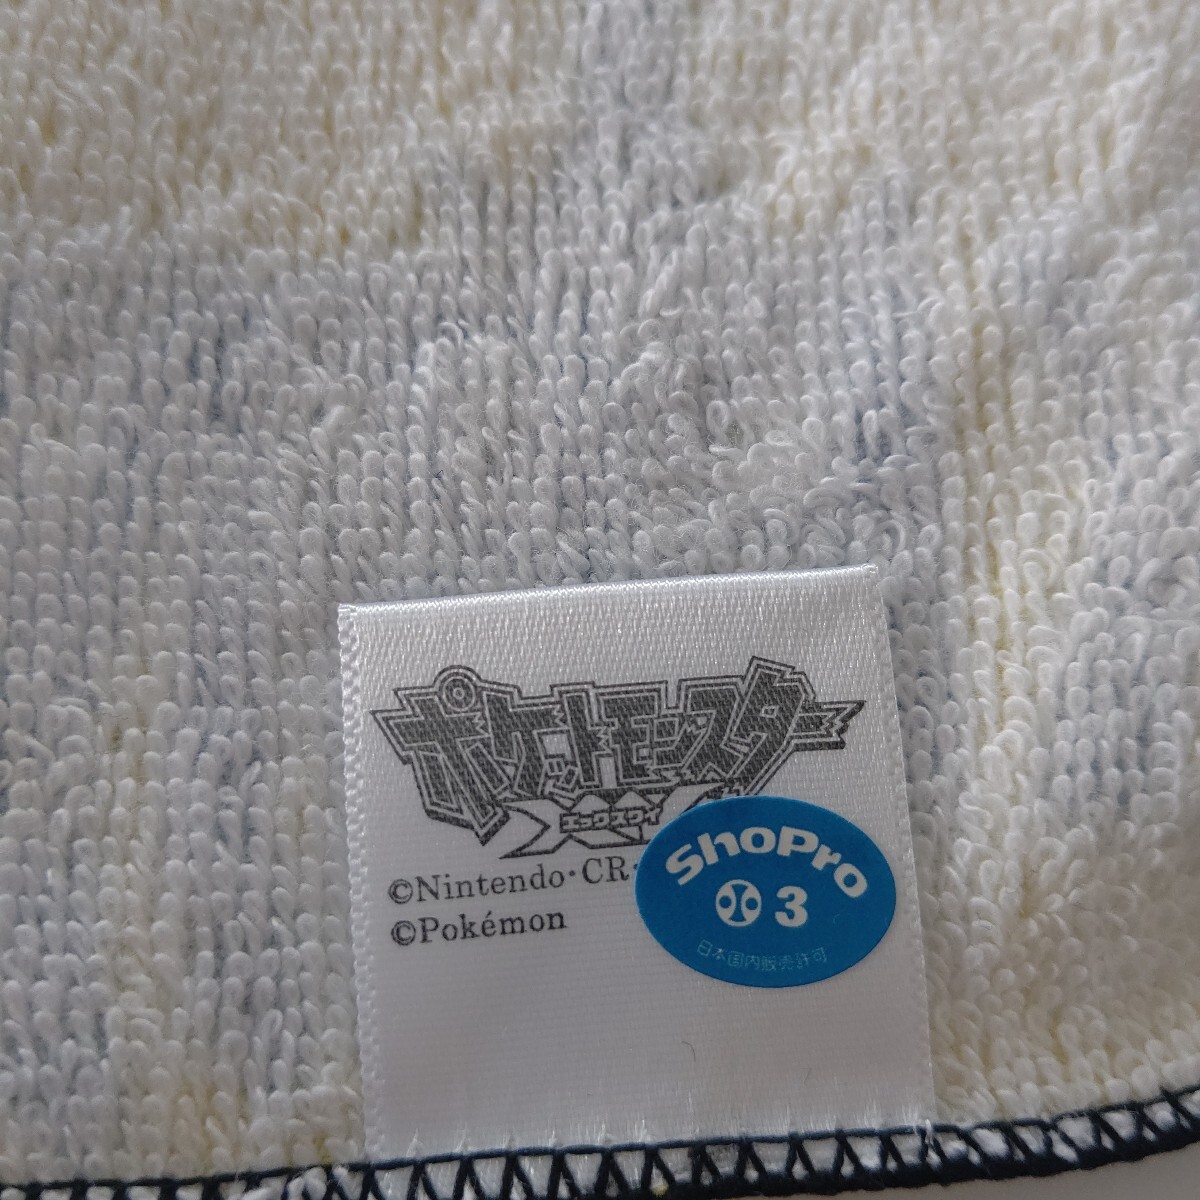 ポケットモンスター
XY
エックスワイ
©Nintendo・CR・
©Pokémon
ShoPro
3
日本国内販売許可